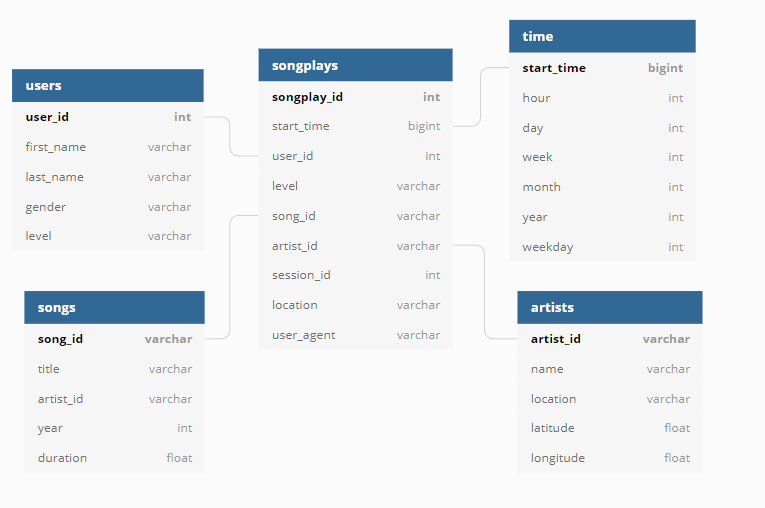 users
user_id int
first_name varchar
last_name varchar
gender varchar
level varchar
songplays
songplay_id int
start_time bigint
user_id int
level varchar
song_id varchar
artist_id varchar
session_id int
location varchar
user_agent varchar
time
start_time bigint
hour int
day int
week int
month int
year int
weekday int
songs
song_id varchar
title varchar
artist_id varchar
year int
duration float
artists
artist_id varchar
name varchar
location varchar
latitude float
longitude float